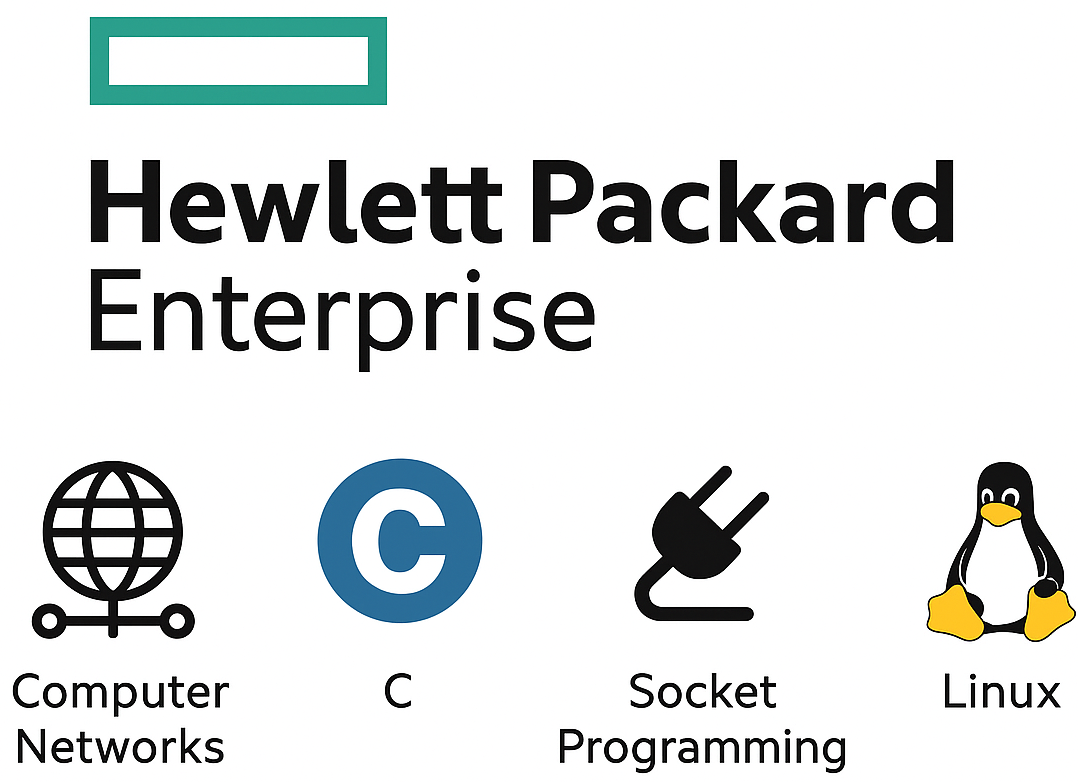 Hewlett Packard
Enterprise
C
Computer
Networks
C
Socket
Programming
Linux